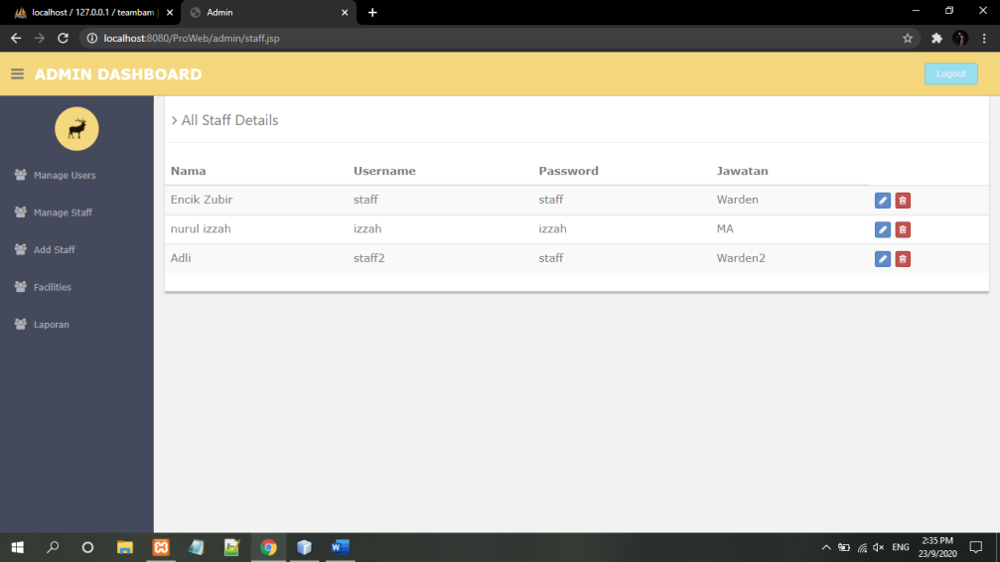 localhost / 127.0.0.1 / teambam
Admin
localhost:8080/ProWeb/admin/staff.jsp
ADMIN DASHBOARD
Logout
Manage Users
Manage Staff
Add Staff
Facilities
Laporan
> All Staff Details
Nama Username Password Jawatan
Encik Zubir staff staff Warden
nurul izzah izzah izzah MA
Adli staff2 staff Warden2
ENG
2:35 PM
23/9/2020